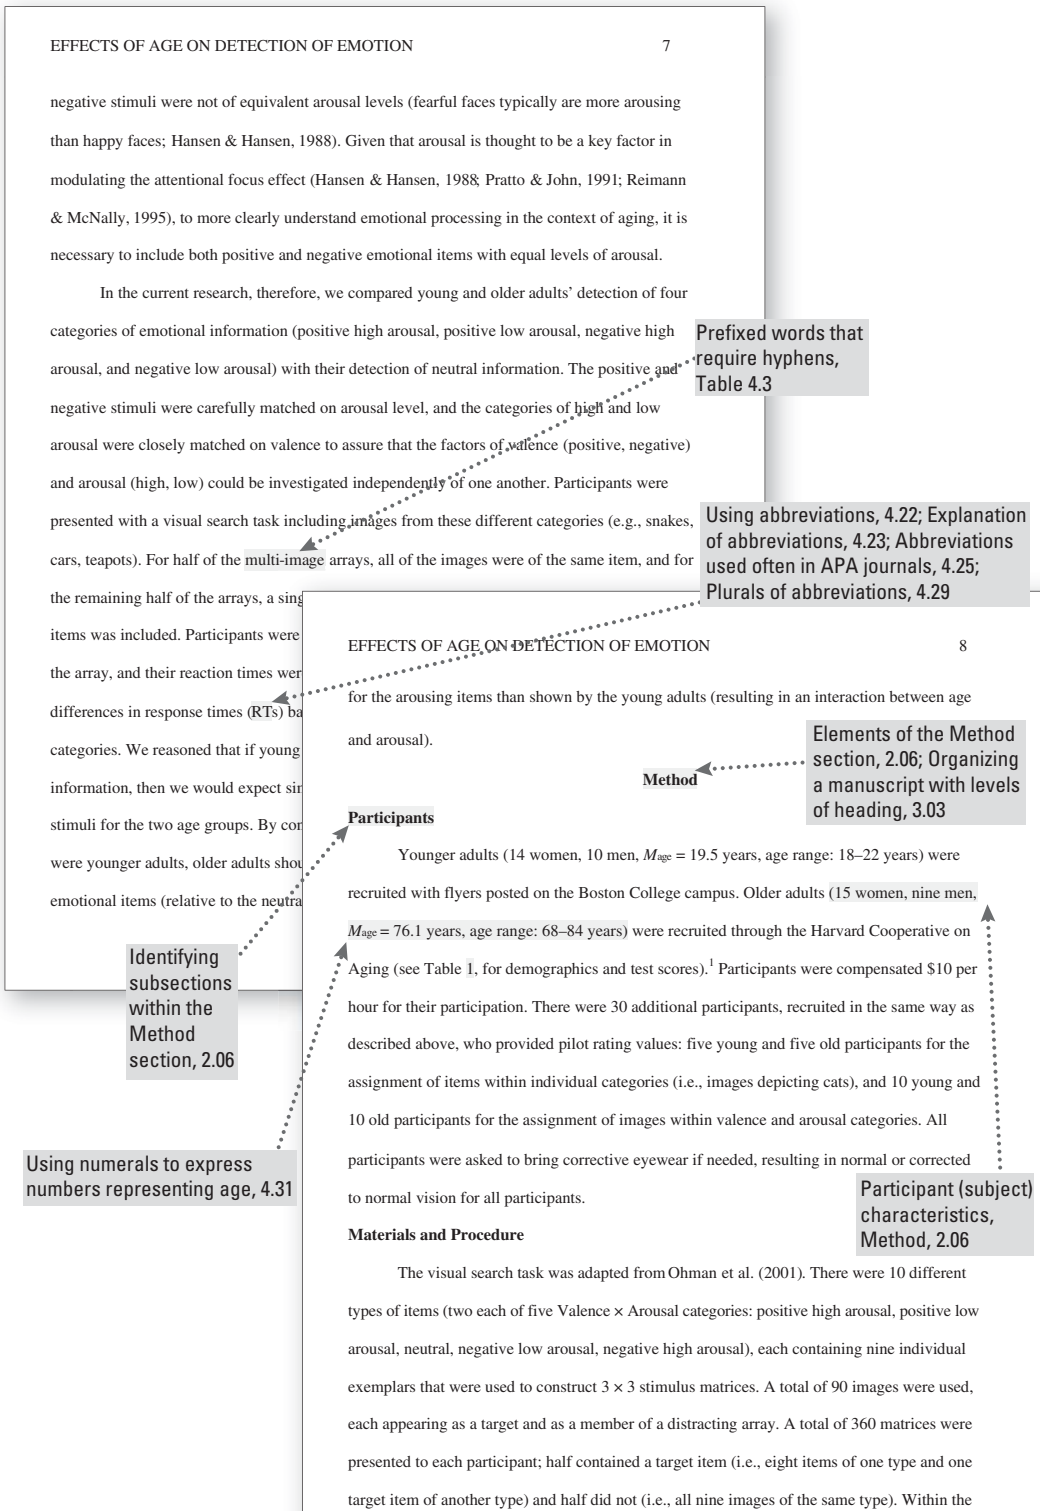 EFFECTS OF AGE ON DETECTION OF EMOTION 7
negative stimuli were not of equivalent arousal levels (fearful faces typically are more arousing
than happy faces; Hansen & Hansen, 1988). Given that arousal is thought to be a key factor in
modulating the attentional focus effect (Hansen & Hansen, 1988; Pratto & John, 1991; Reimann
& McNally, 1995), to more clearly understand emotional processing in the context of aging, it is
necessary to include both positive and negative emotional items with equal levels of arousal.
In the current research, therefore, we compared young and older adults’ detection of four
categories of emotional information (positive high arousal, positive low arousal, negative high
arousal, and negative low arousal) with their detection of neutral information. The positive and
negative stimuli were carefully matched on arousal level, and the categories of high and low
arousal were closely matched on valence to assure that the factors of valence (positive, negative)
and arousal (high, low) could be investigated independently of one another. Participants were
presented with a visual search task including images from these different categories (e.g., snakes,
cars, teapots). For half of the multi-image arrays, all of the images were of the same item, and for
the remaining half of the arrays, a sing
items was included. Participants were
the array, and their reaction times wer
differences in response times (RTs) ba
categories. We reasoned that if young
information, then we would expect sin
stimuli for the two age groups. By con
were younger adults, older adults shou
emotional items (relative to the neutra
Prefixed words that
require hyphens,
Table 4.3
Using abbreviations, 4.22; Explanation
of abbreviations, 4.23; Abbreviations
used often in APA journals, 4.25;
Plurals of abbreviations, 4.29
EFFECTS OF AGE ON DETECTION OF EMOTION 8
for the arousing items than shown by the young adults (resulting in an interaction between age
and arousal).
Elements of the Method
section, 2.06; Organizing
a manuscript with levels
of heading, 3.03
Method
Participants
Younger adults (14 women, 10 men, Mage = 19.5 years, age range: 18–22 years) were
recruited with flyers posted on the Boston College campus. Older adults (15 women, nine men,
Mage = 76.1 years, age range: 68–84 years) were recruited through the Harvard Cooperative on
Aging (see Table 1, for demographics and test scores).1 Participants were compensated $10 per
hour for their participation. There were 30 additional participants, recruited in the same way as
described above, who provided pilot rating values: five young and five old participants for the
assignment of items within individual categories (i.e., images depicting cats), and 10 young and
10 old participants for the assignment of images within valence and arousal categories. All
participants were asked to bring corrective eyewear if needed, resulting in normal or corrected
to normal vision for all participants.
Identifying
subsections
within the
Method
section, 2.06
Using numerals to express
numbers representing age, 4.31
Participant (subject)
characteristics,
Method, 2.06
Materials and Procedure
The visual search task was adapted from Ohman et al. (2001). There were 10 different
types of items (two each of five Valence × Arousal categories: positive high arousal, positive low
arousal, neutral, negative low arousal, negative high arousal), each containing nine individual
exemplars that were used to construct 3 × 3 stimulus matrices. A total of 90 images were used,
each appearing as a target and as a member of a distracting array. A total of 360 matrices were
presented to each participant; half contained a target item (i.e., eight items of one type and one
target item of another type) and half did not (i.e., all nine images of the same type). Within the